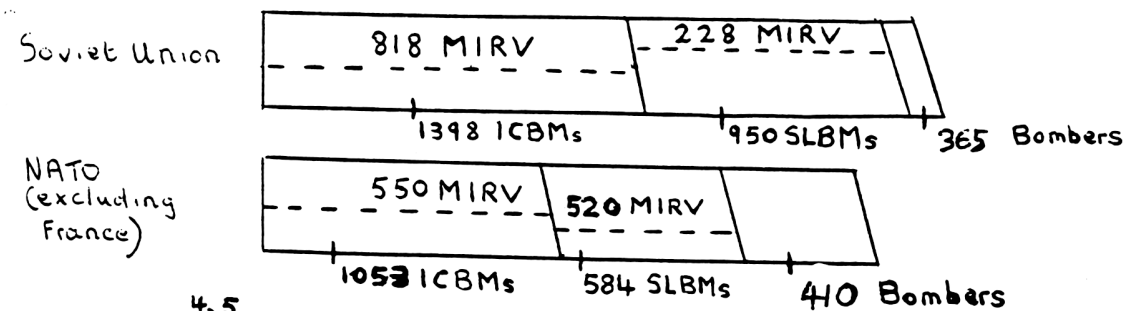 Soviet Union
818 MIRV
228 MIRV
1398 ICBMs
950 SLBMs
365 Bombers
NATO
(excluding
France)
550 MIRV
520 MIRV
1053 ICBMs
584 SLBMs
410 Bombers
4.5